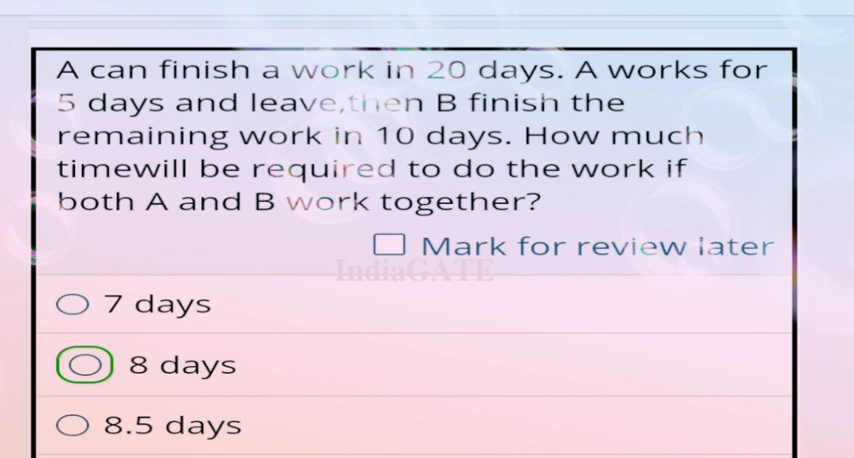 A can finish a work in 20 days. A works for
5 days and leave,then B finish the
remaining work in 10 days. How much
timewill be required to do the work if
both A and B work together?
Mark for review later
IndiaGATE
7 days
8 days
8.5 days